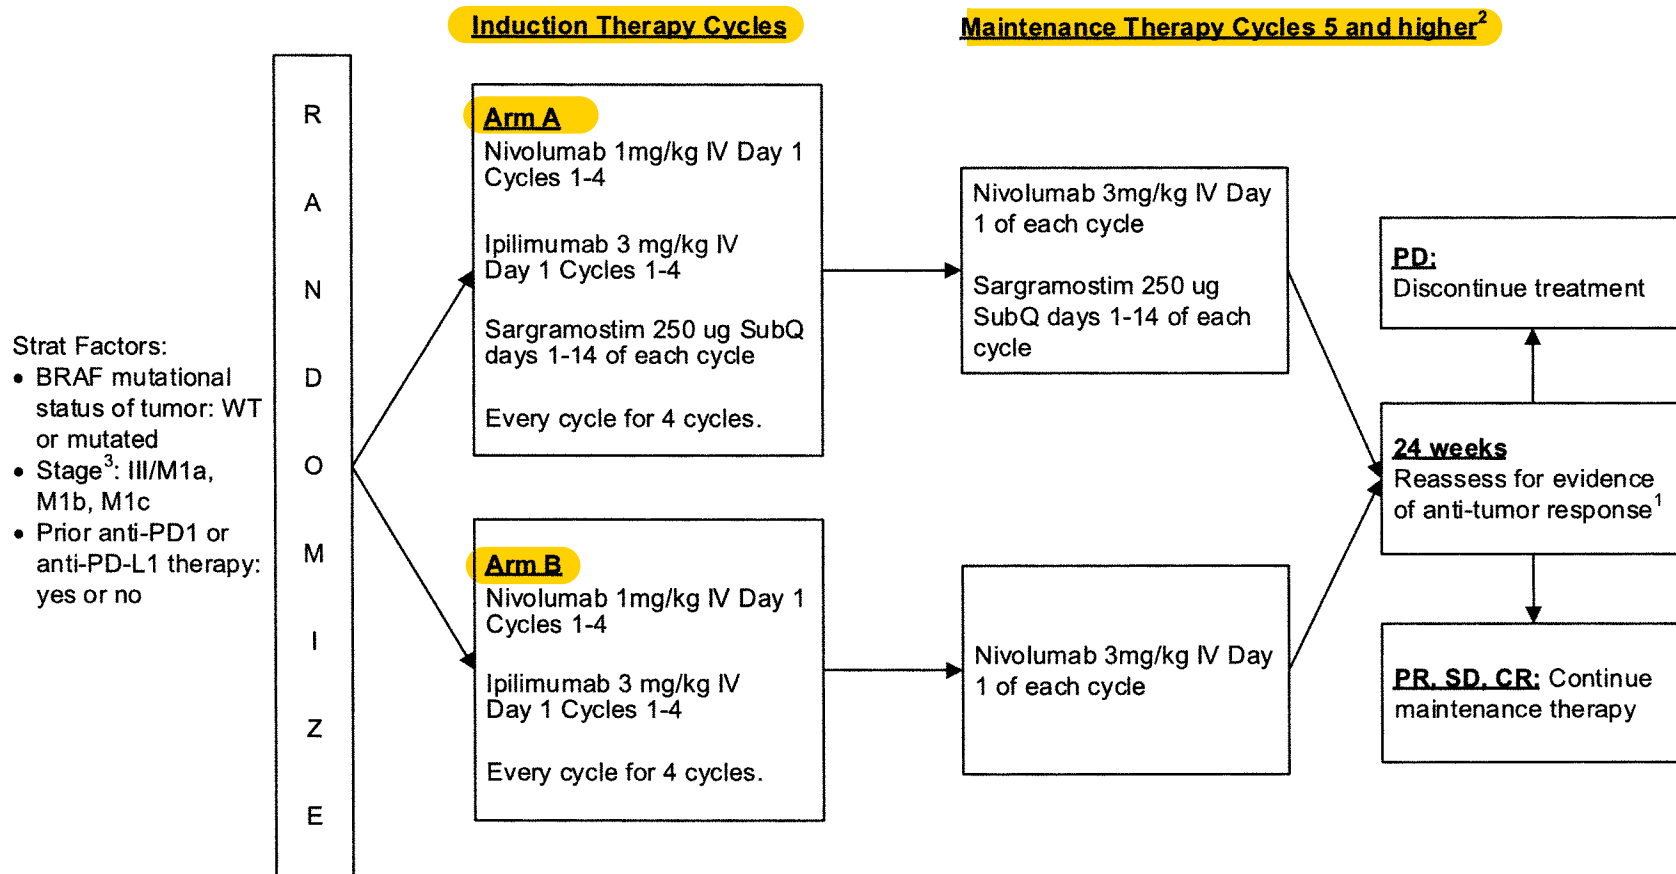 Induction Therapy Cycles
Maintenance Therapy Cycles 5 and higher²
Strat Factors:
• BRAF mutational
status of tumor: WT
or mutated
• Stage³: III/M1a,
M1b, M1c
• Prior anti-PD1 or
anti-PD-L1 therapy:
yes or no
R
A
N
D
O
M
I
Z
E
Arm A
Nivolumab 1mg/kg IV Day 1
Cycles 1-4
Ipilimumab 3 mg/kg IV
Day 1 Cycles 1-4
Sargramostim 250 ug SubQ
days 1-14 of each cycle
Every cycle for 4 cycles.
Arm B
Nivolumab 1mg/kg IV Day 1
Cycles 1-4
Ipilimumab 3 mg/kg IV
Day 1 Cycles 1-4
Every cycle for 4 cycles.
Nivolumab 3mg/kg IV Day
1 of each cycle
Sargramostim 250 ug
SubQ days 1-14 of each
cycle
Nivolumab 3mg/kg IV Day
1 of each cycle
PD:
Discontinue treatment
24 weeks
Reassess for evidence
of anti-tumor response¹
PR, SD, CR: Continue
maintenance therapy